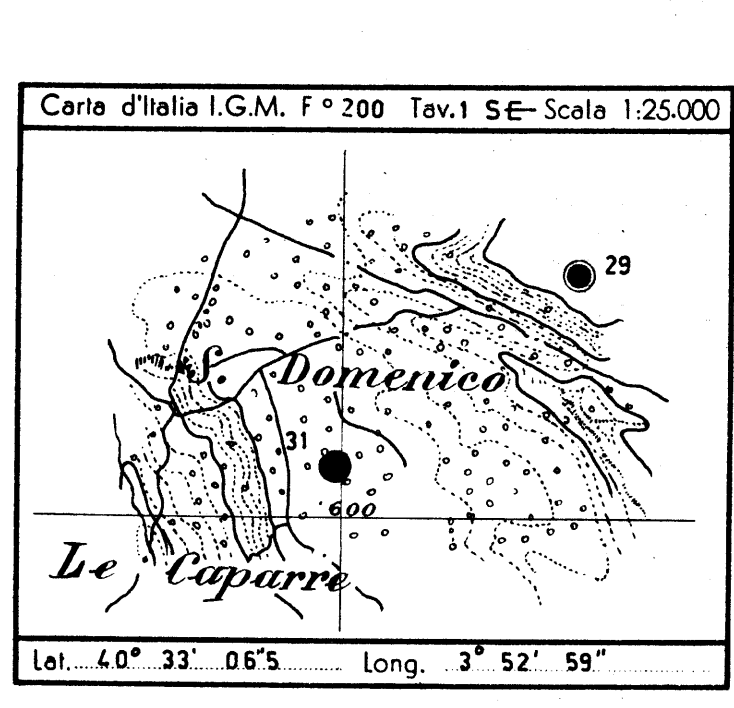 Carta d'Italia I.G.M. F° 200 Tav.1 SE Scala 1:25.000
29
S. Domenico
31
600
Le Caparre
Lat. 40° 33' 06"5 Long. 3° 52' 59"